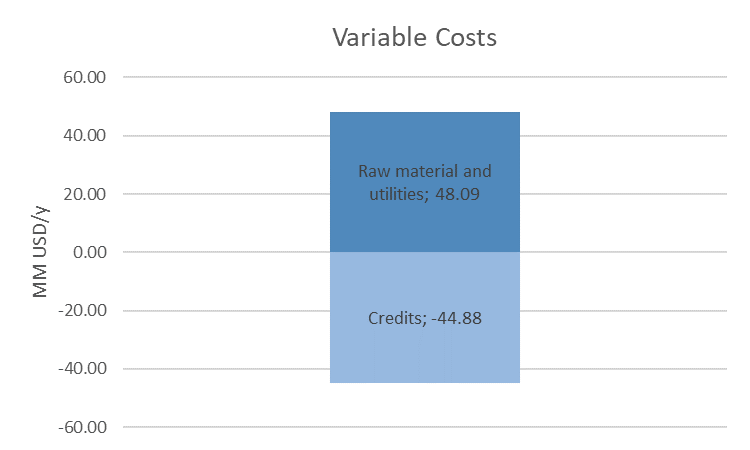 Variable Costs
60.00
40.00
20.00
0.00
-20.00
-40.00
-60.00
MM USD/y
Raw material and
utilities; 48.09
Credits; -44.88